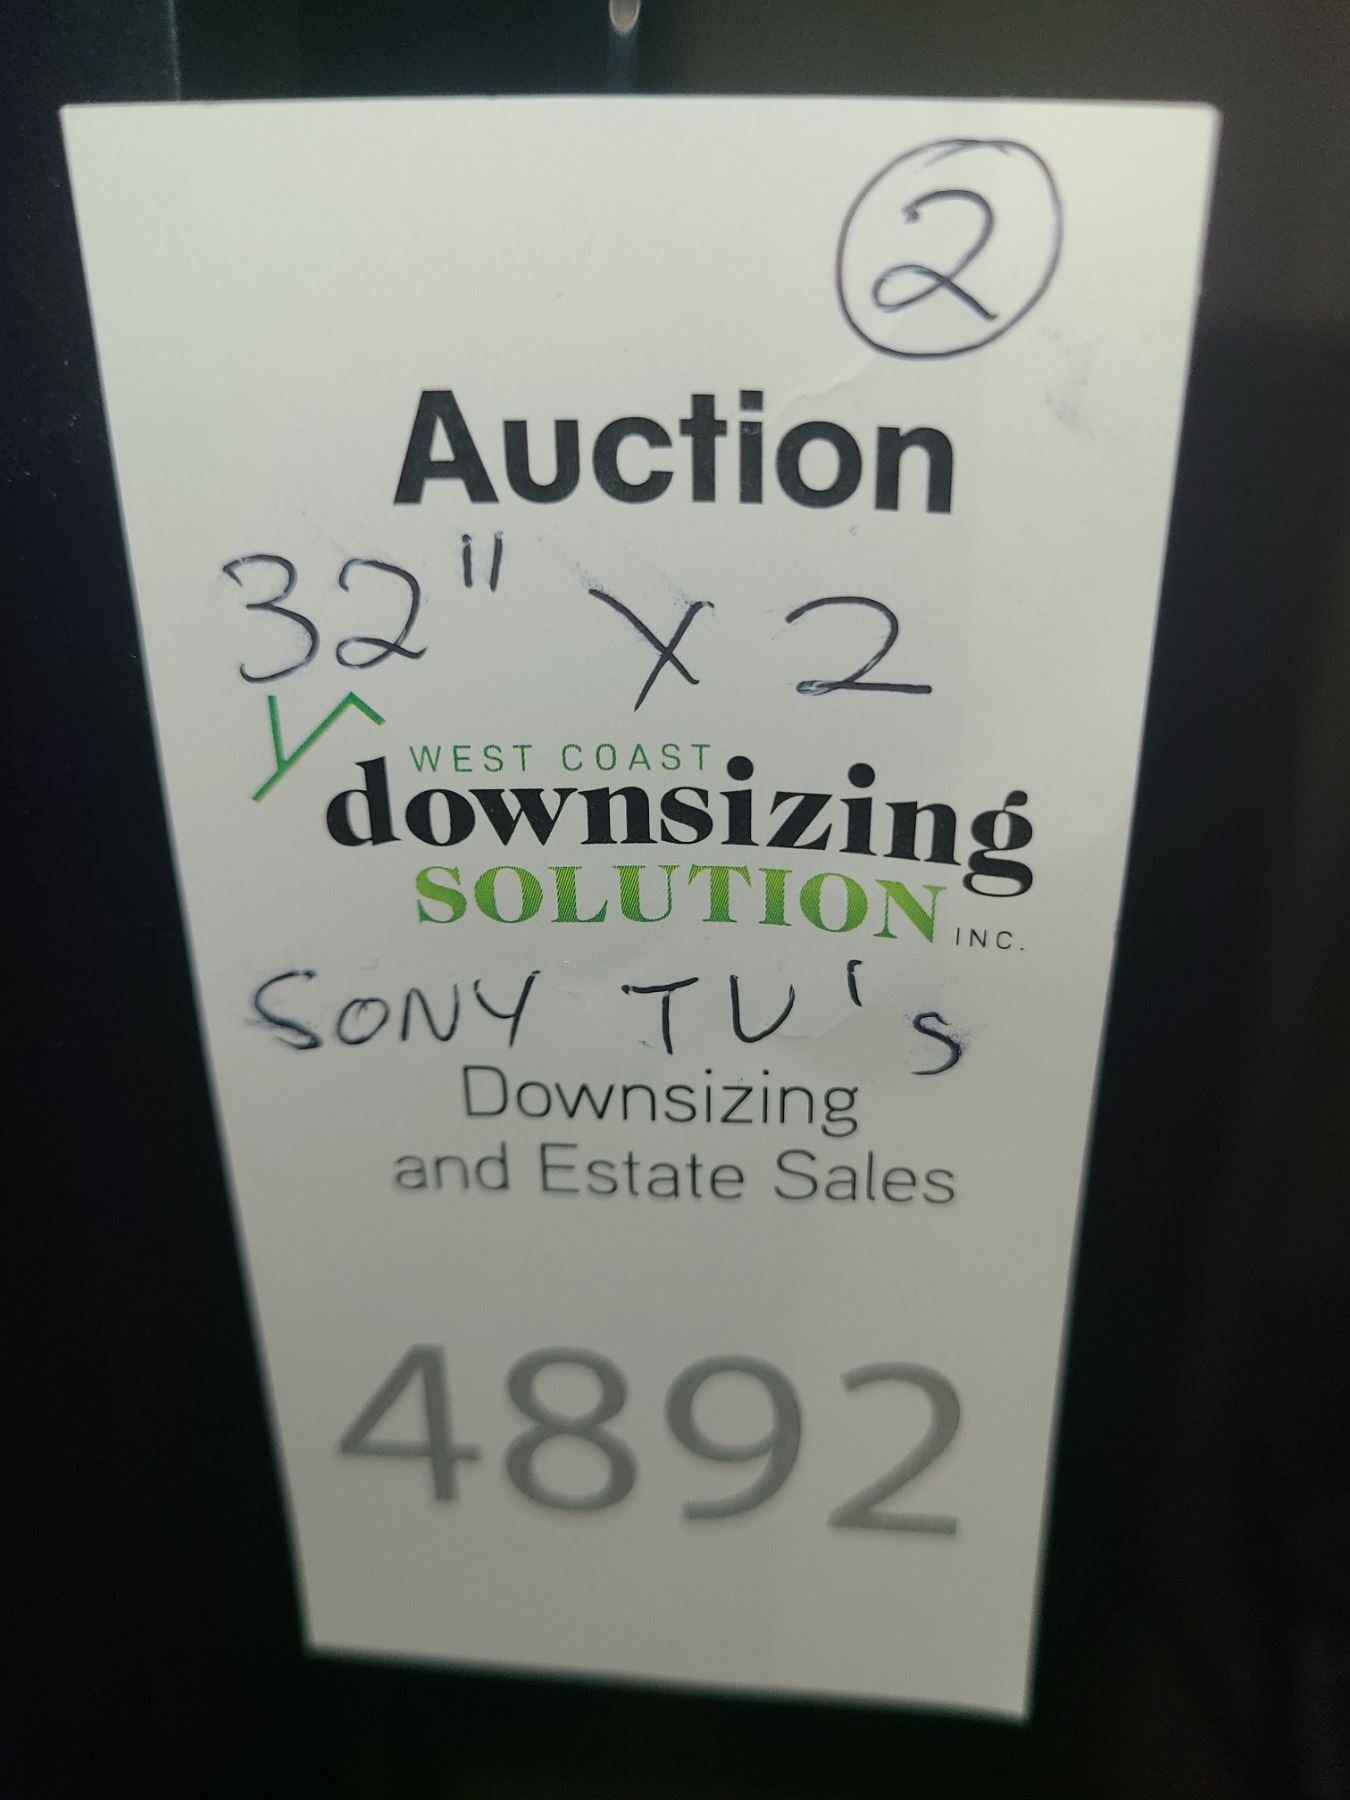 2
Auction
32" X 2
WEST COAST
downsizing
SOLUTION INC.
SONY TV's
Downsizing
and Estate Sales
4892